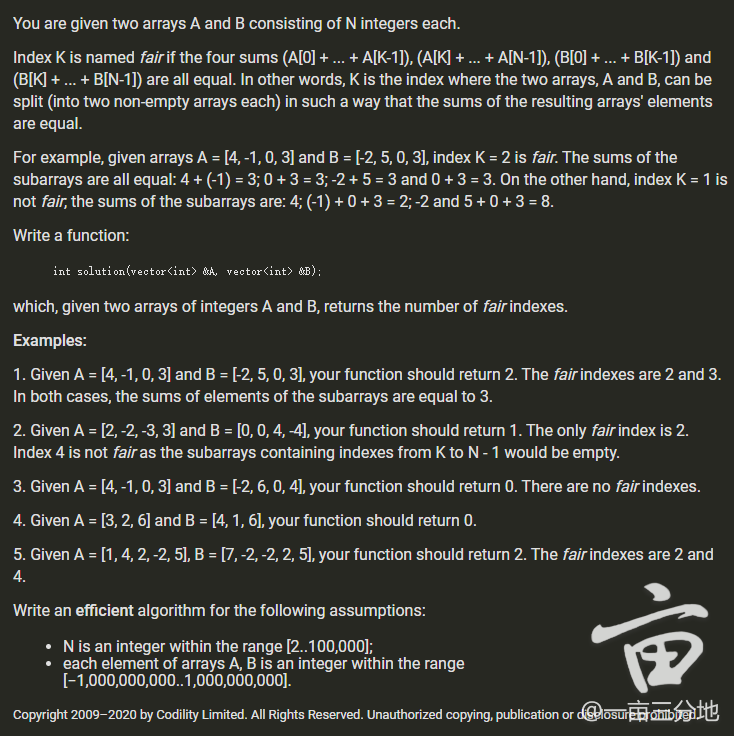 You are given two arrays A and B consisting of N integers each.
Index K is named fair if the four sums (A[0] + ... + A[K-1]), (A[K] + ... + A[N-1]), (B[0] + ... + B[K-1]) and
(B[K] + ... + B[N-1]) are all equal. In other words, K is the index where the two arrays, A and B, can be
split (into two non-empty arrays each) in such a way that the sums of the resulting arrays' elements
are equal.
For example, given arrays A = [4, -1, 0, 3] and B = [-2, 5, 0, 3], index K = 2 is fair. The sums of the
subarrays are all equal: 4 + (-1) = 3; 0 + 3 = 3; -2 + 5 = 3 and 0 + 3 = 3. On the other hand, index K = 1 is
not fair; the sums of the subarrays are: 4; (-1) + 0 + 3 = 2; -2 and 5 + 0 + 3 = 8.
Write a function:
int solution(vector<int> &A, vector<int> &B);
which, given two arrays of integers A and B, returns the number of fair indexes.
Examples:
1. Given A = [4, -1, 0, 3] and B = [-2, 5, 0, 3], your function should return 2. The fair indexes are 2 and 3.
In both cases, the sums of elements of the subarrays are equal to 3.
2. Given A = [2, -2, -3, 3] and B = [0, 0, 4, -4], your function should return 1. The only fair index is 2.
Index 4 is not fair as the subarrays containing indexes from K to N - 1 would be empty.
3. Given A = [4, -1, 0, 3] and B = [-2, 6, 0, 4], your function should return 0. There are no fair indexes.
4. Given A = [3, 2, 6] and B = [4, 1, 6], your function should return 0.
5. Given A = [1, 4, 2, -2, 5], B = [7, -2, -2, 2, 5], your function should return 2. The fair indexes are 2 and
4.
Write an efficient algorithm for the following assumptions:
• N is an integer within the range [2..100,000];
• each element of arrays A, B is an integer within the range
[−1,000,000,000..1,000,000,000].
Copyright 2009–2020 by Codility Limited. All Rights Reserved. Unauthorized copying, publication or disclosure prohibited.
亩
@一亩三分地